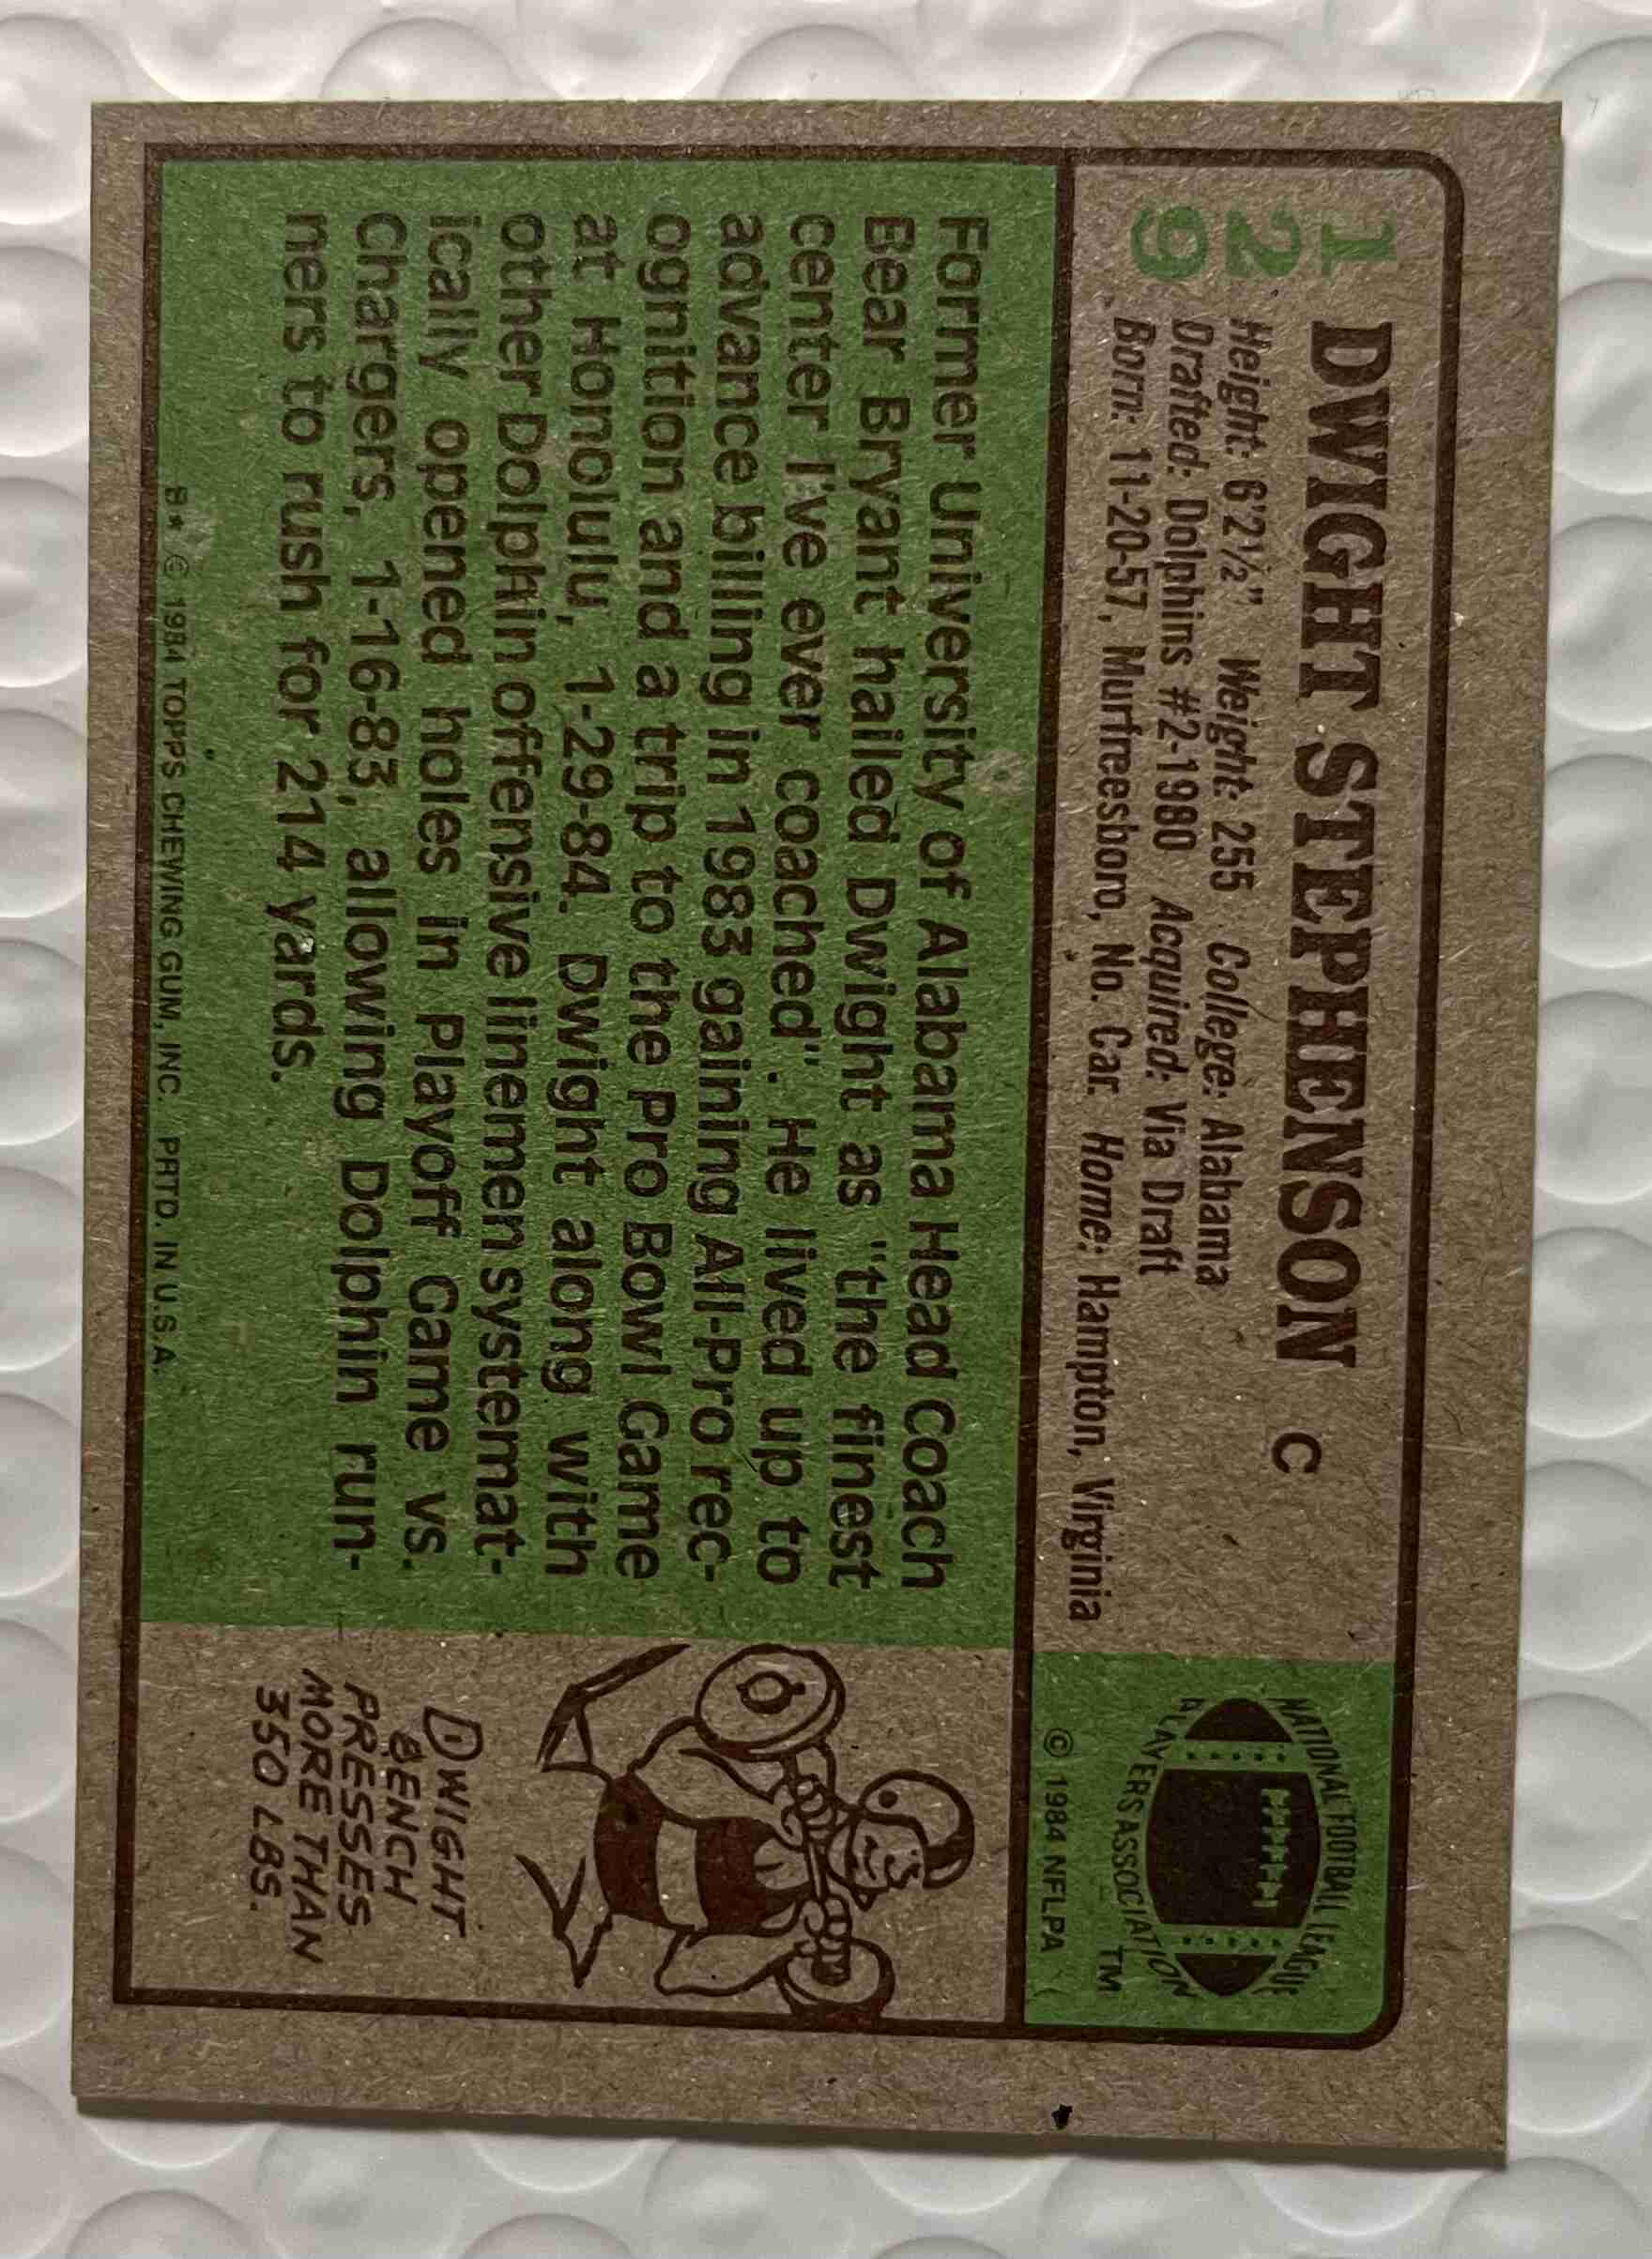 129
DWIGHT STEPHENSON C
Height: 6'2½" Weight: 255 College: Alabama
Drafted: Dolphins #2-1980 Acquired: Via Draft
Born: 11-20-57, Murfreesboro, No. Car. Home: Hampton, Virginia
NATIONAL FOOTBALL LEAGUE
PLAYERS ASSOCIATION
TM
© 1984 NFLPA
Former University of Alabama Head Coach
Bear Bryant hailed Dwight as "the finest
center I've ever coached". He lived up to
advance billing in 1983 gaining All-Pro rec-
ognition and a trip to the Pro Bowl Game
at Honolulu, 1-29-84. Dwight along with
other Dolphin offensive linemen systemat-
ically opened holes in Playoff Game vs.
Chargers, 1-16-83, allowing Dolphin run-
ners to rush for 214 yards.
DWIGHT
BENCH
PRESSES
MORE THAN
350 LBS.
B* © 1984 TOPPS CHEWING GUM, INC. PRTD. IN U.S.A.